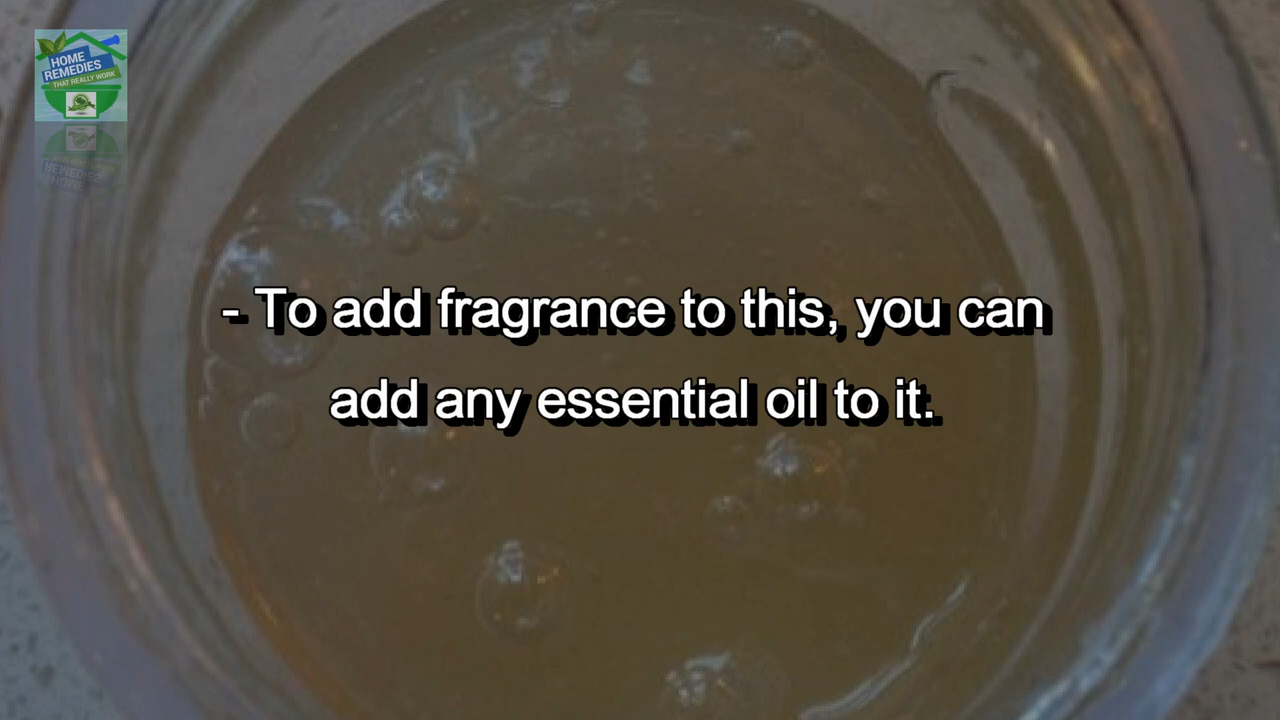 HOME
REMEDIES
THAT REALLY WORK
- To add fragrance to this, you can
add any essential oil to it.